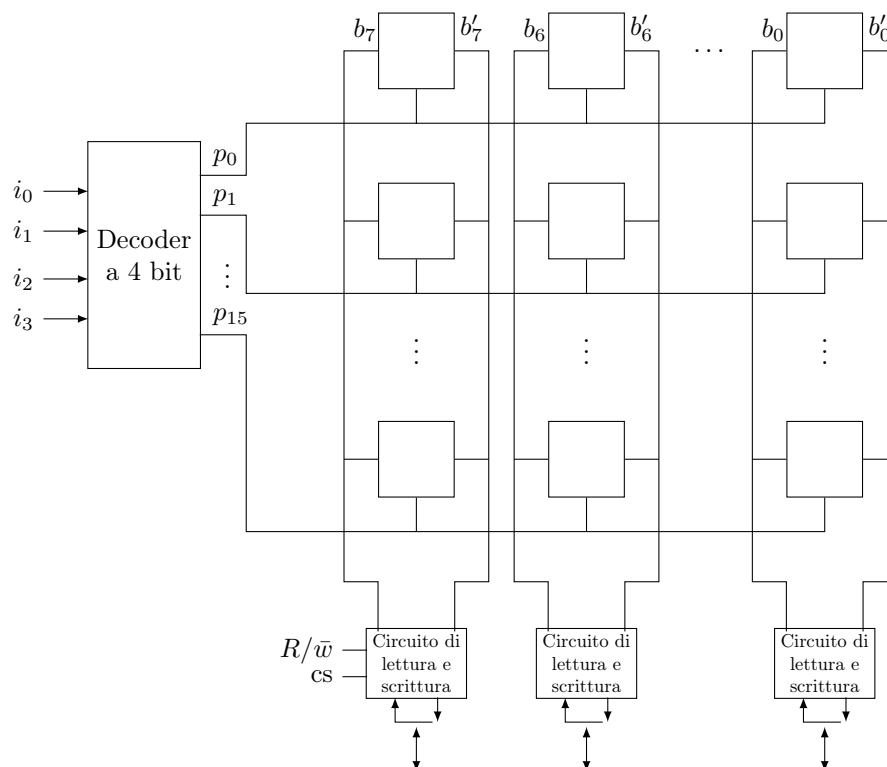 b₇ b′₇ b₆ b′₆ ⋯ b₀ b′₀
p₀
i₀
p₁
i₁
Decoder
a 4 bit
⋮
i₂
i₃
p₁₅
⋮ ⋮ ⋮
R/w̄
cs
Circuito di
lettura e
scrittura
Circuito di
lettura e
scrittura
Circuito di
lettura e
scrittura